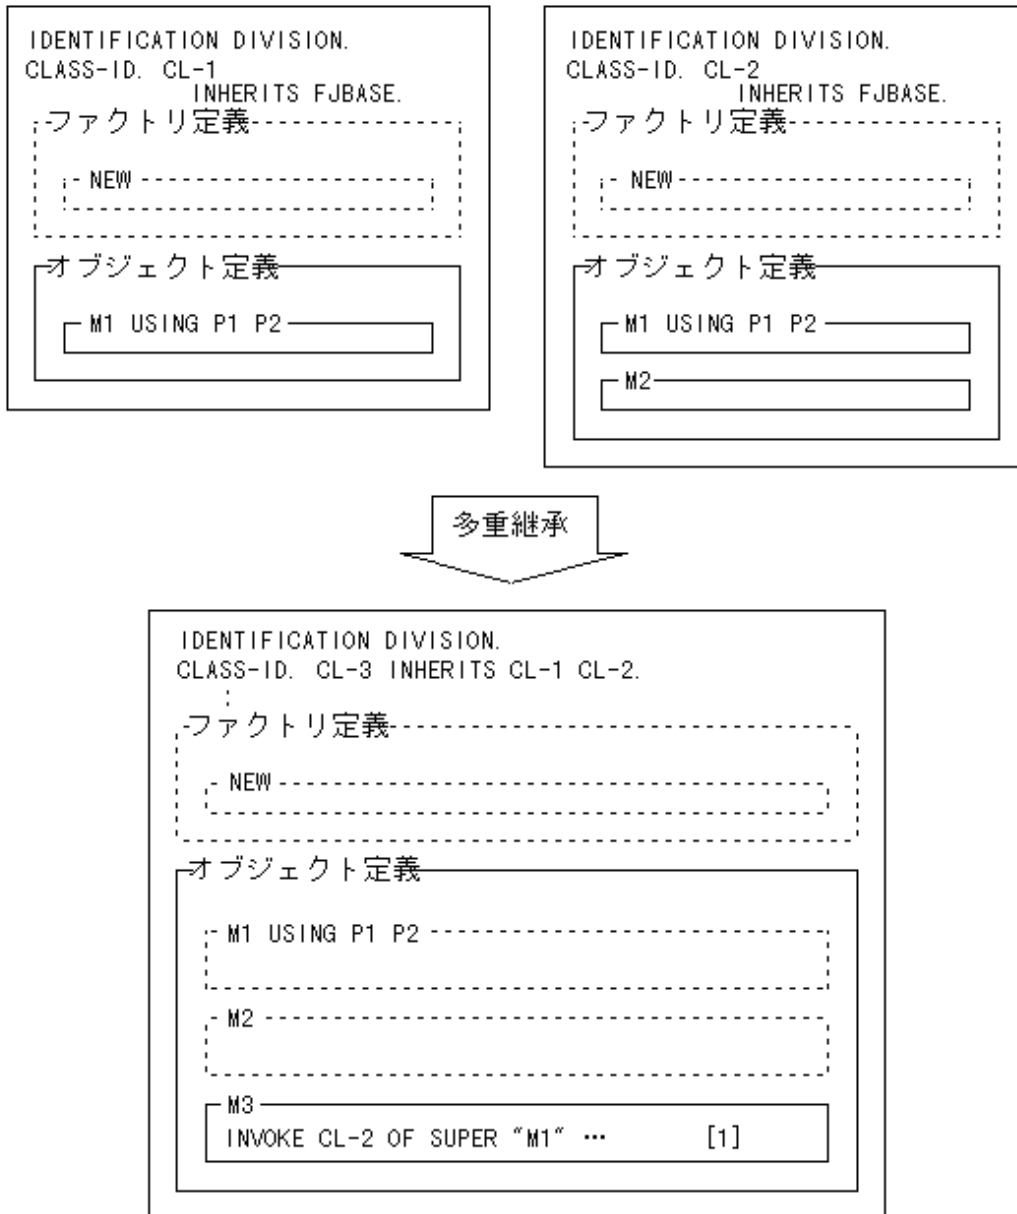 IDENTIFICATION DIVISION.
CLASS-ID. CL-1
INHERITS FJBASE.
ファクトリ定義
NEW
オブジェクト定義
M1 USING P1 P2
IDENTIFICATION DIVISION.
CLASS-ID. CL-2
INHERITS FJBASE.
ファクトリ定義
NEW
オブジェクト定義
M1 USING P1 P2
M2
多重継承
IDENTIFICATION DIVISION.
CLASS-ID. CL-3 INHERITS CL-1 CL-2.
:
ファクトリ定義
NEW
オブジェクト定義
M1 USING P1 P2
M2
M3
INVOKE CL-2 OF SUPER "M1" … [1]